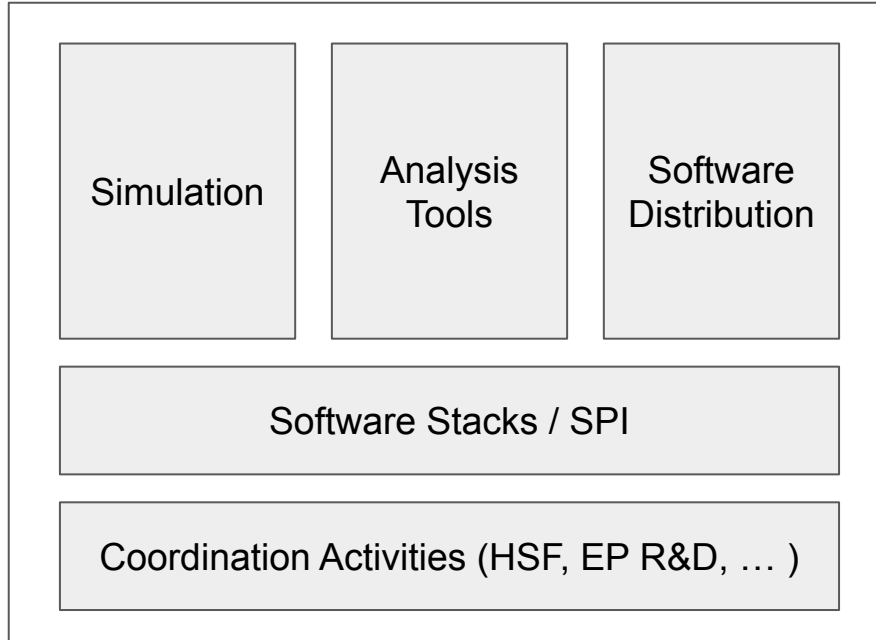 Simulation
Analysis
Tools
Software
Distribution
Software Stacks / SPI
Coordination Activities (HSF, EP R&D, … )